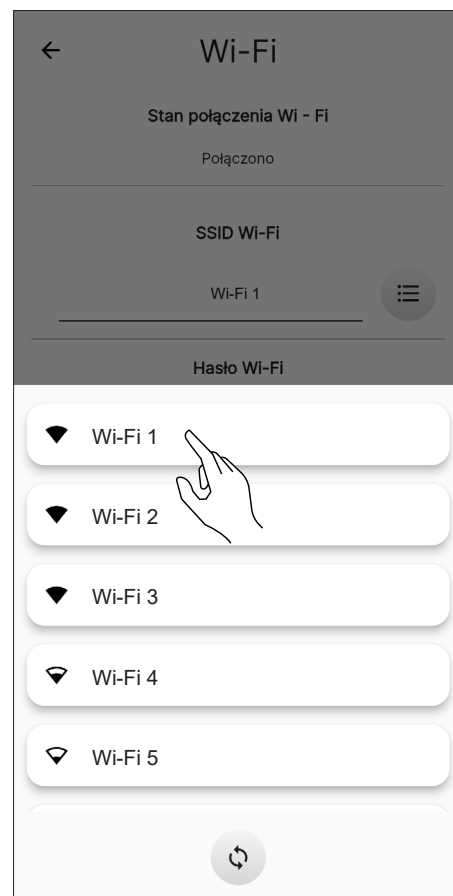 Wi-Fi
Stan połączenia Wi - Fi
Połączono
SSID Wi-Fi
Wi-Fi 1
Hasło Wi-Fi
Wi-Fi 1
Wi-Fi 2
Wi-Fi 3
Wi-Fi 4
Wi-Fi 5